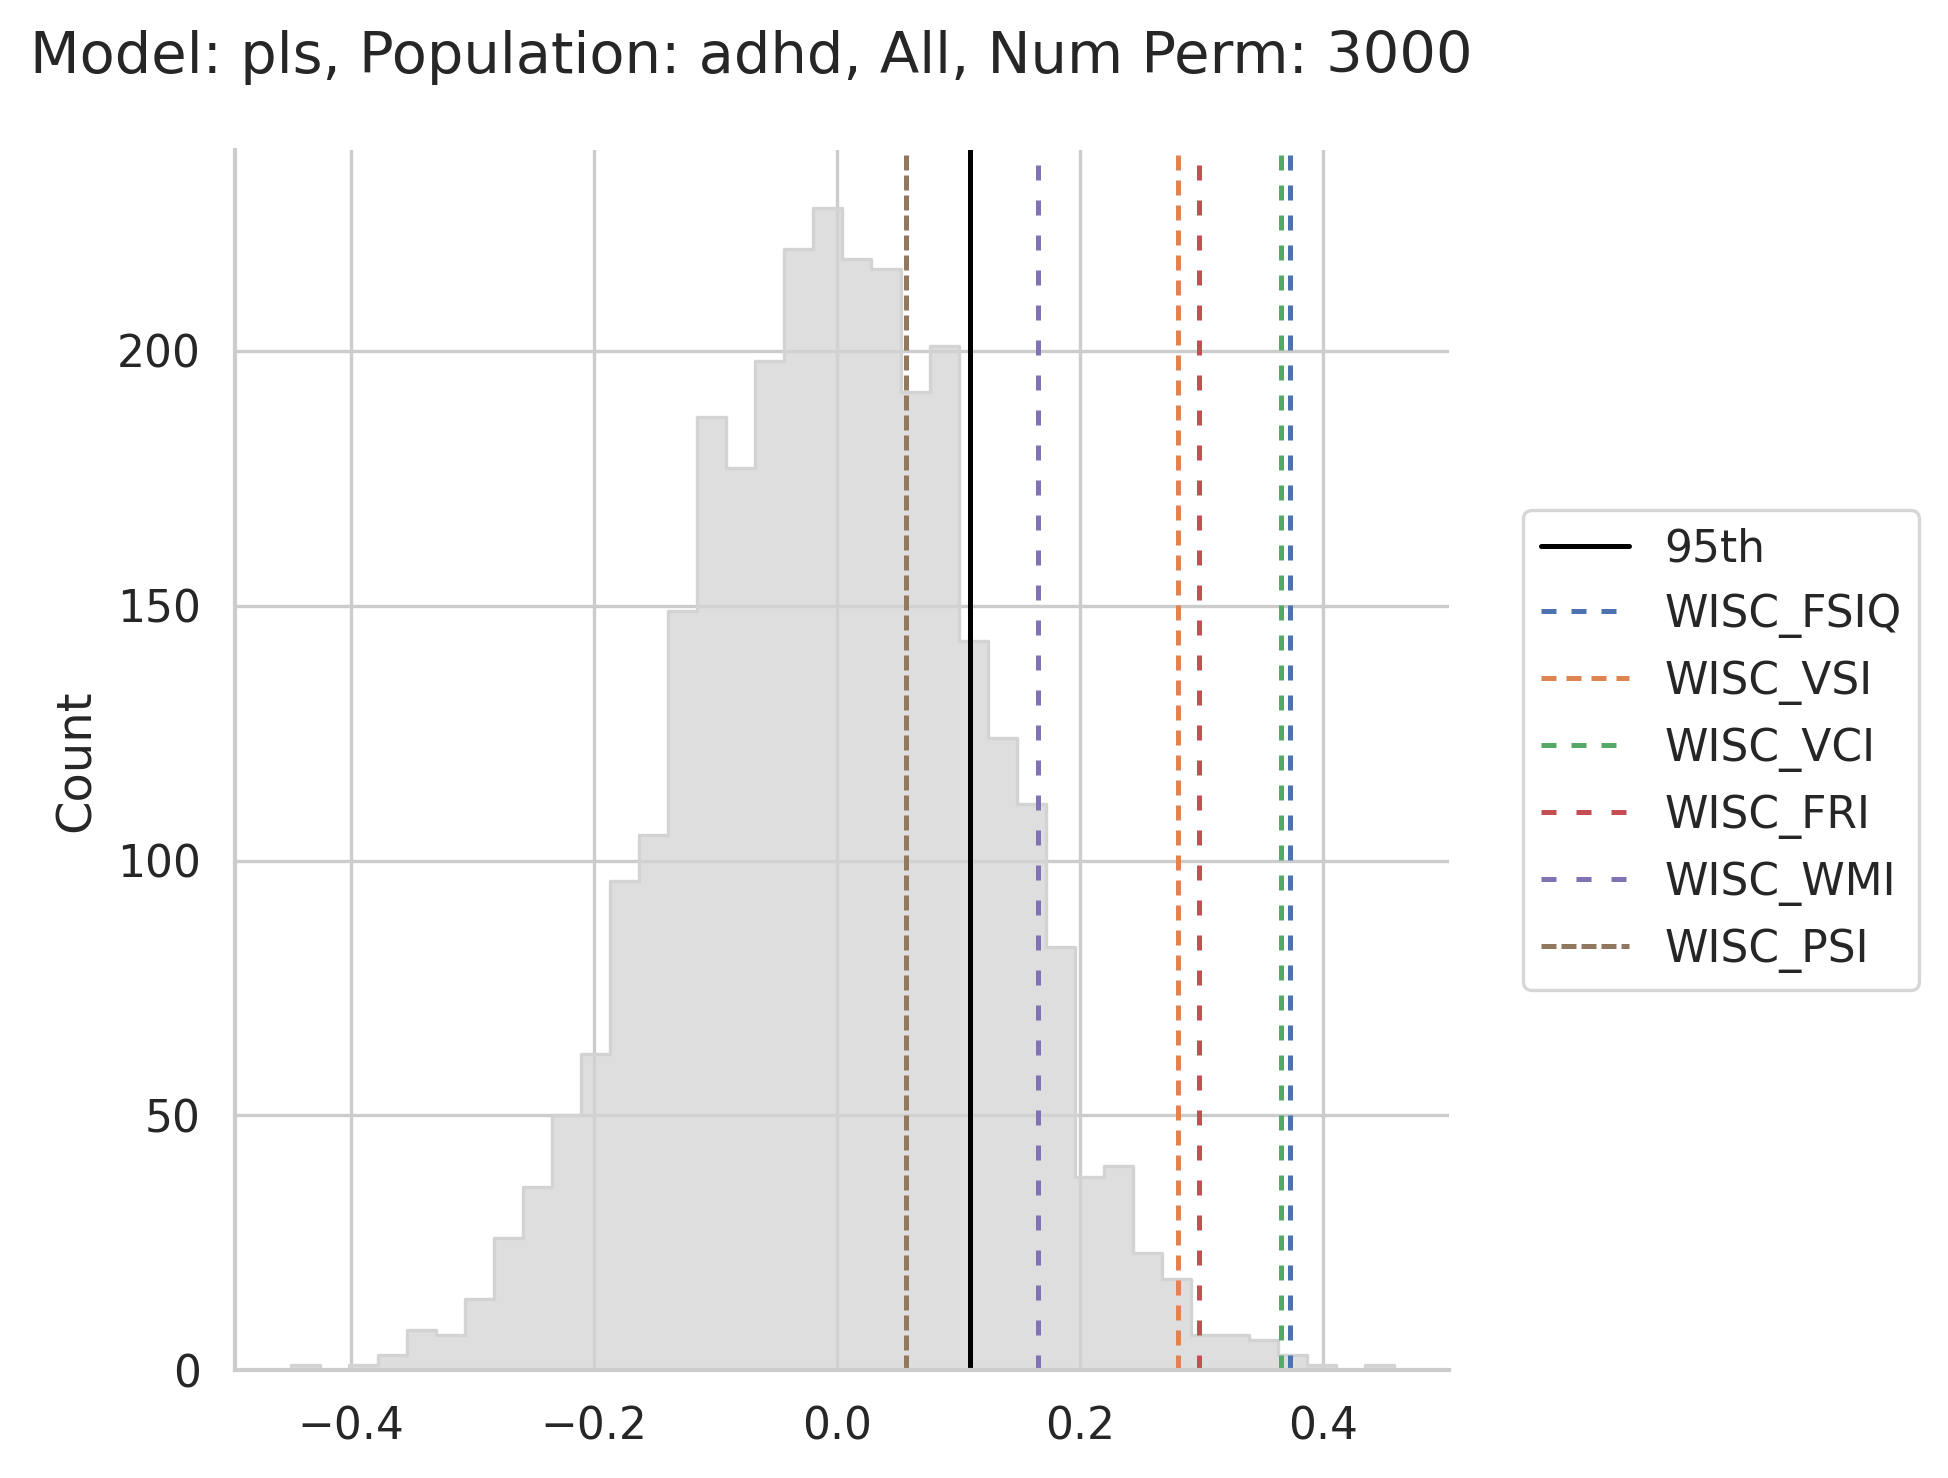 Model: pls, Population: adhd, All, Num Perm: 3000
Count
200
150
100
50
0
−0.4
−0.2
0.0
0.2
0.4
95th
WISC_FSIQ
WISC_VSI
WISC_VCI
WISC_FRI
WISC_WMI
WISC_PSI